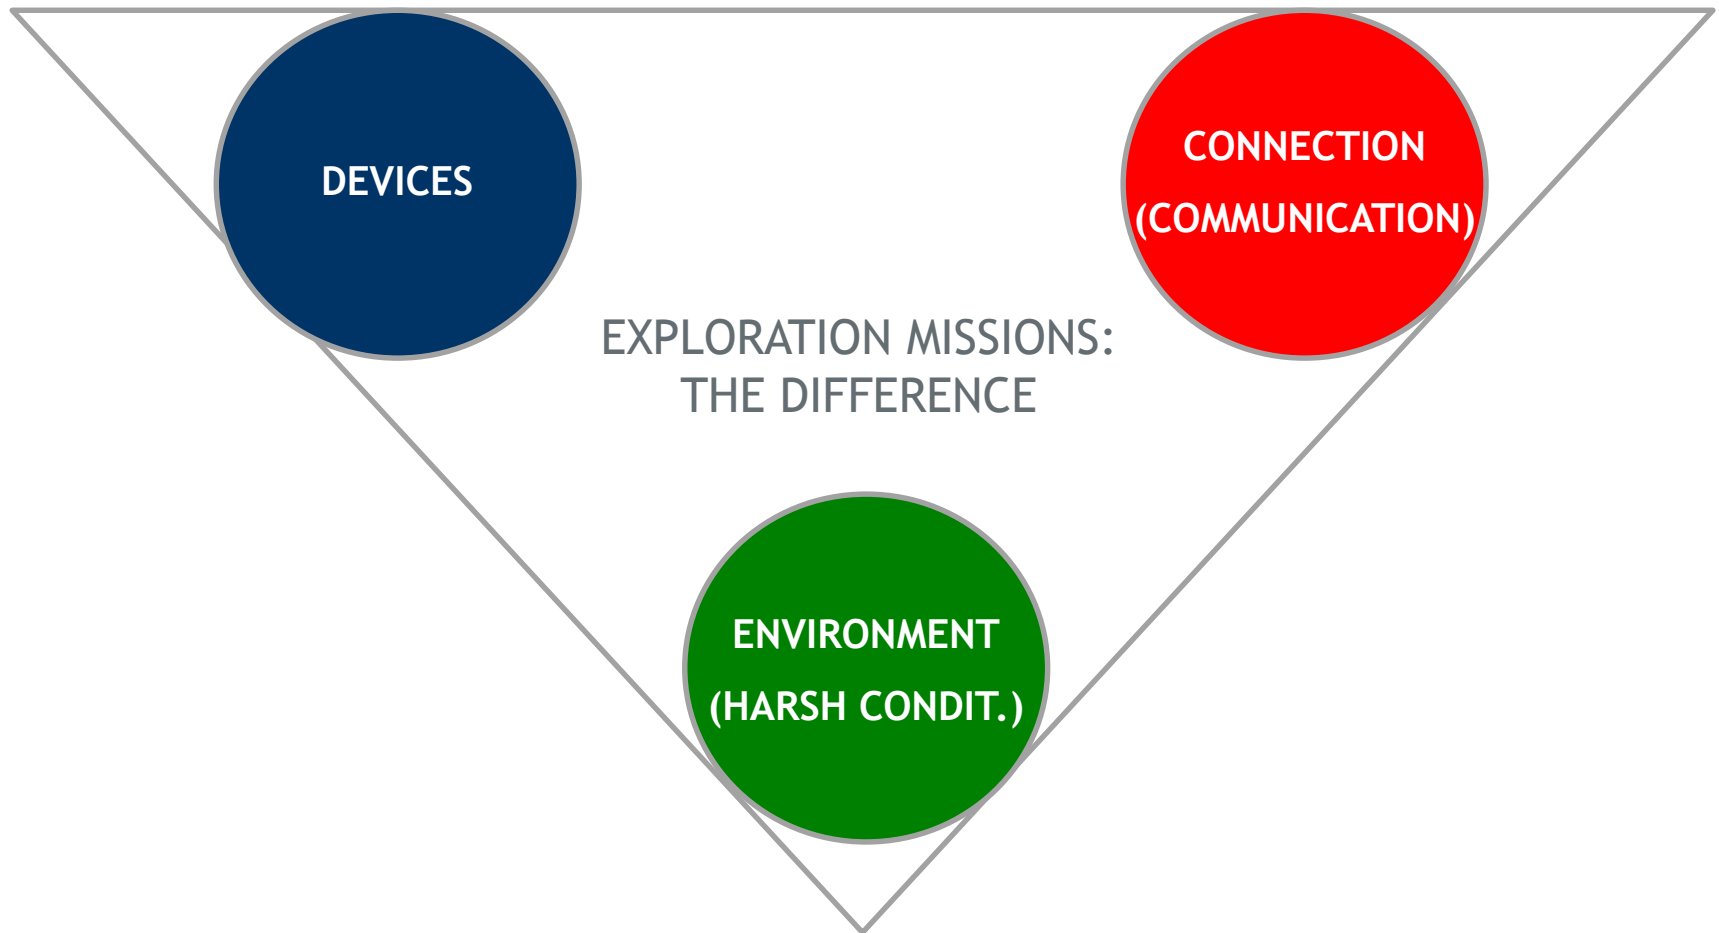 DEVICES
CONNECTION
(COMMUNICATION)
EXPLORATION MISSIONS:
THE DIFFERENCE
ENVIRONMENT
(HARSH CONDIT.)